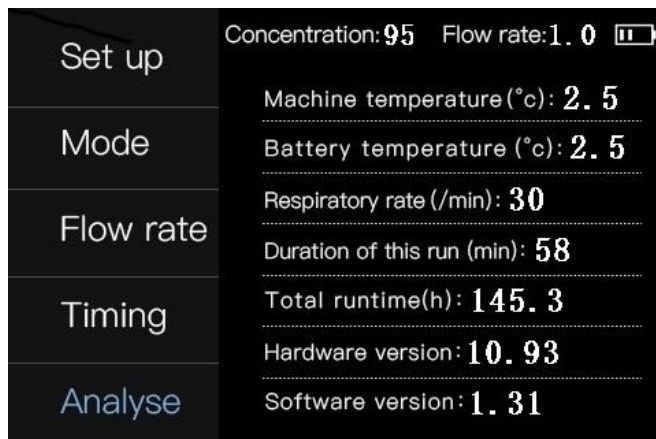 Concentration:95 Flow rate:1.0
Set up
Machine temperature(°c): 2.5
Mode
Battery temperature (°c): 2.5
Respiratory rate (/min): 30
Flow rate
Duration of this run (min): 58
Timing
Total runtime(h): 145.3
Hardware version:10.93
Analyse
Software version:1.31